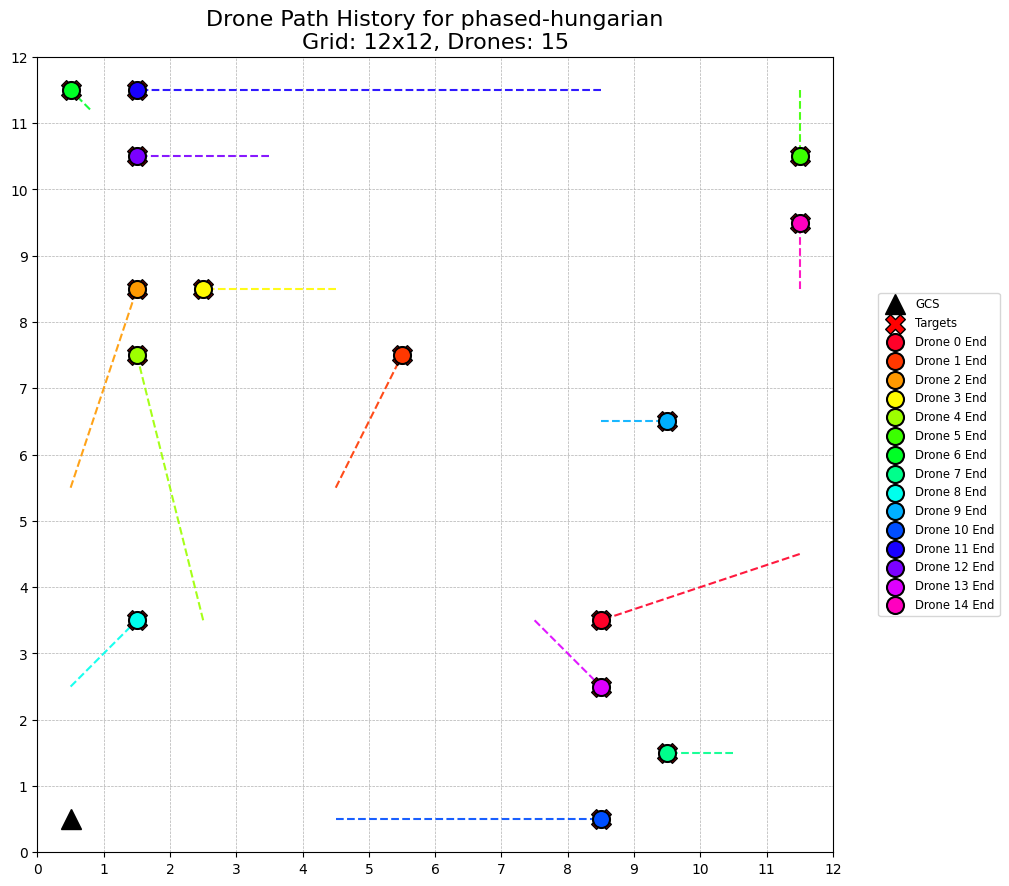 Drone Path History for phased-hungarian
Grid: 12x12, Drones: 15
12
11
10
9
8
7
6
5
4
3
2
1
0
0 1 2 3 4 5 6 7 8 9 10 11 12
GCS
Targets
Drone 0 End
Drone 1 End
Drone 2 End
Drone 3 End
Drone 4 End
Drone 5 End
Drone 6 End
Drone 7 End
Drone 8 End
Drone 9 End
Drone 10 End
Drone 11 End
Drone 12 End
Drone 13 End
Drone 14 End